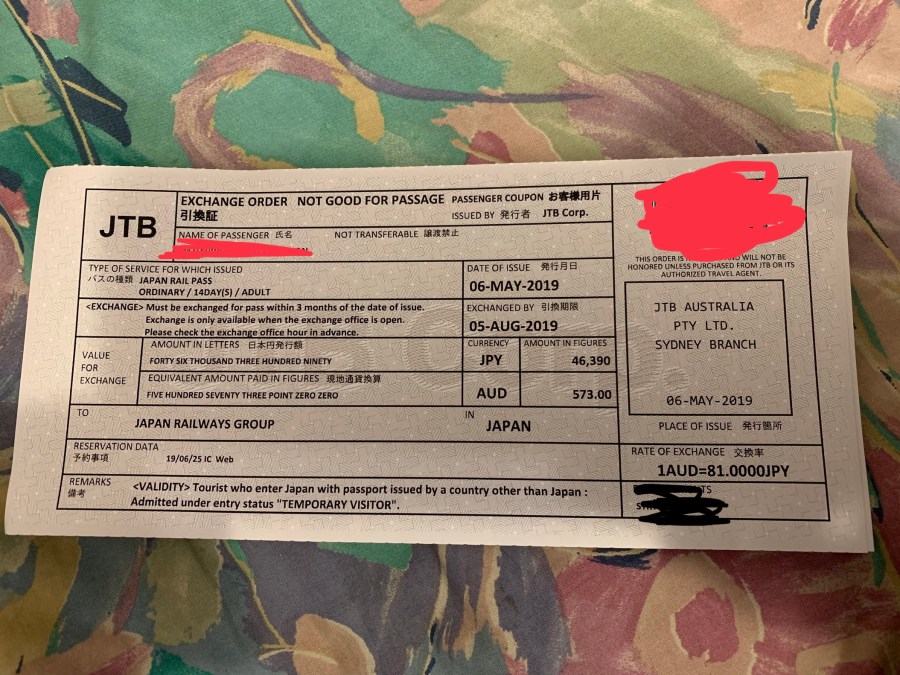 JTB
EXCHANGE ORDER NOT GOOD FOR PASSAGE PASSENGER COUPON お客様用片
引換証
ISSUED BY 発行者 JTB Corp.
NAME OF PASSENGER 氏名 NOT TRANSFERABLE 譲渡禁止
THIS ORDER IS AND WILL NOT BE
HONORED UNLESS PURCHASED FROM JTB OR ITS
AUTHORIZED TRAVEL AGENT.
TYPE OF SERVICE FOR WHICH ISSUED
パスの種類 JAPAN RAIL PASS
ORDINARY / 14DAY(S) / ADULT
DATE OF ISSUE 発行月日
06-MAY-2019
<EXCHANGE> Must be exchanged for pass within 3 months of the date of issue.
Exchange is only available when the exchange office is open.
Please check the exchange office hour in advance.
EXCHANGED BY 引換期限
05-AUG-2019
JTB AUSTRALIA
PTY LTD.
SYDNEY BRANCH
06-MAY-2019
VALUE
FOR
EXCHANGE
AMOUNT IN LETTERS 日本円発行額
FORTY SIX THOUSAND THREE HUNDRED NINETY
CURRENCY
JPY
AMOUNT IN FIGURES
46,390
EQUIVALENT AMOUNT PAID IN FIGURES 現地通貨換算
FIVE HUNDRED SEVENTY THREE POINT ZERO ZERO
AUD
573.00
TO
JAPAN RAILWAYS GROUP
IN
JAPAN
PLACE OF ISSUE 発行箇所
RESERVATION DATA
予約事項 19/06/25 IC Web
RATE OF EXCHANGE 交換率
1AUD=81.0000JPY
REMARKS
備考
<VALIDITY> Tourist who enter Japan with passport issued by a country other than Japan :
Admitted under entry status "TEMPORARY VISITOR".